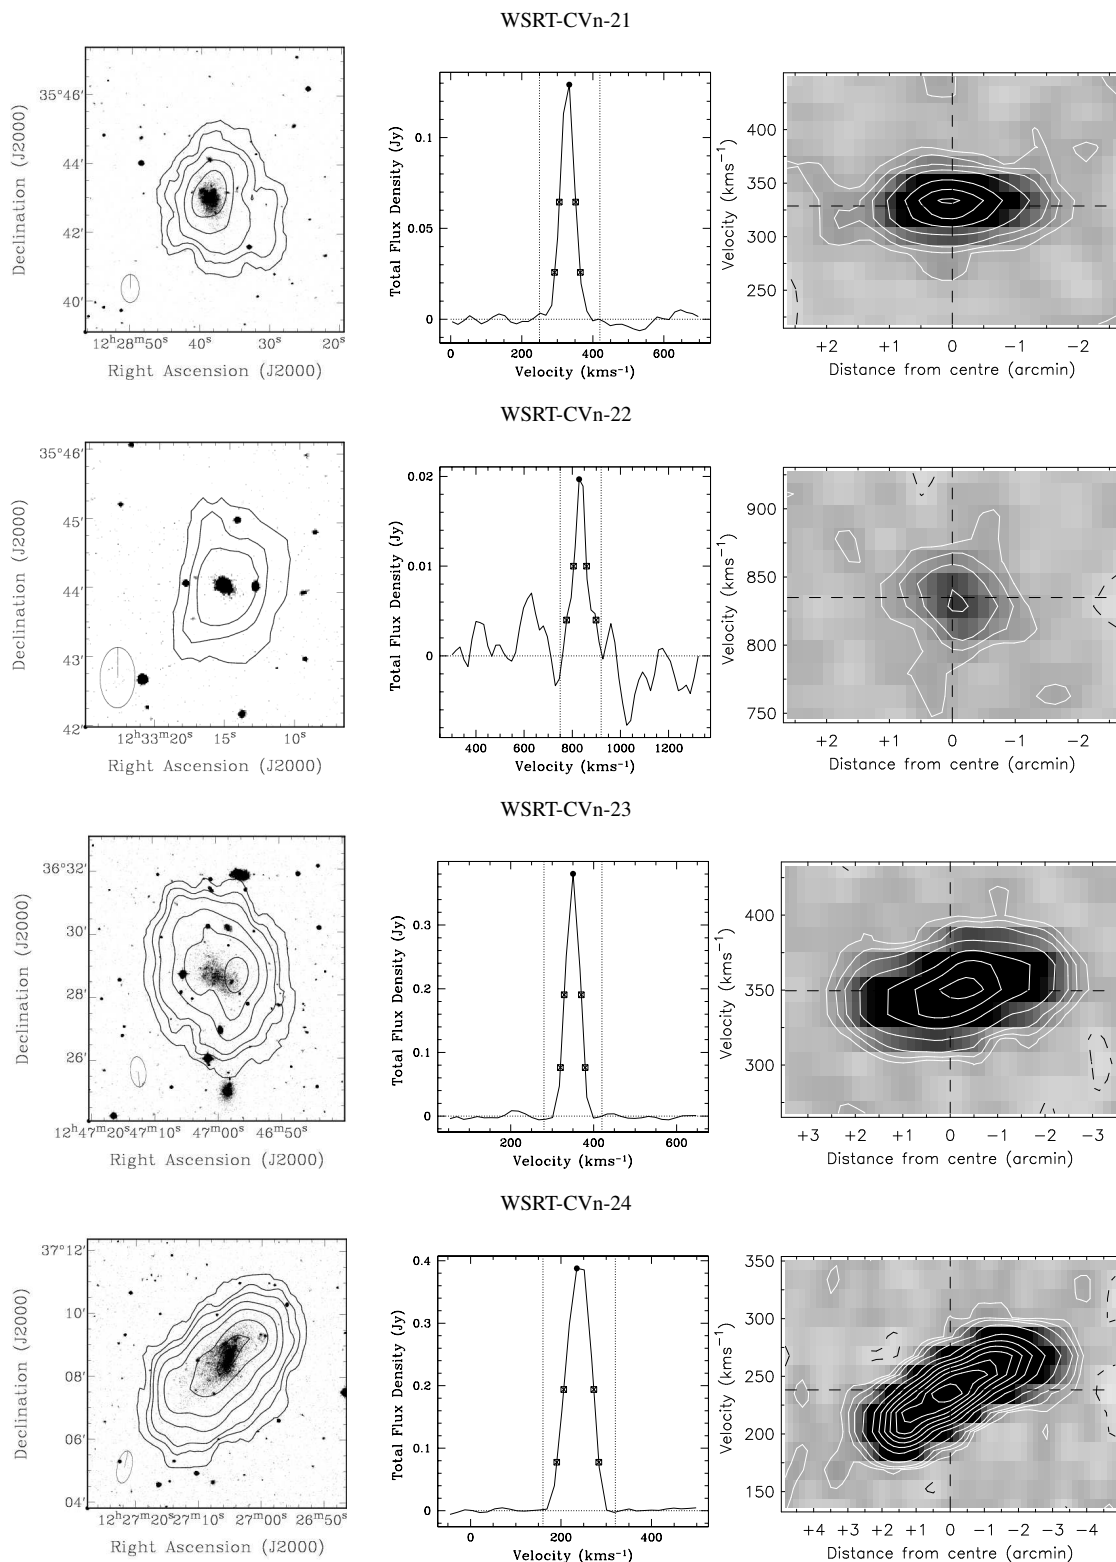 WSRT-CVn-21
35°46′
44′
42′
40′
12ʰ28ᵐ50ˢ 40ˢ 30ˢ 20ˢ
Declination (J2000)
Right Ascension (J2000)
0.1
0.05
0
0 200 400 600
Total Flux Density (Jy)
Velocity (kms⁻¹)
400
350
300
250
+2 +1 0 −1 −2
Velocity (kms⁻¹)
Distance from centre (arcmin)
WSRT-CVn-22
35°46′
45′
44′
43′
42′
12ʰ33ᵐ20ˢ 15ˢ 10ˢ
Declination (J2000)
Right Ascension (J2000)
0.02
0.01
0
400 600 800 1000 1200
Total Flux Density (Jy)
Velocity (kms⁻¹)
900
850
800
750
+2 +1 0 −1 −2
Velocity (kms⁻¹)
Distance from centre (arcmin)
WSRT-CVn-23
36°32′
30′
28′
26′
12ʰ47ᵐ20ˢ 47ᵐ10ˢ 47ᵐ00ˢ 46ᵐ50ˢ
Declination (J2000)
Right Ascension (J2000)
0.3
0.2
0.1
0
200 400 600
Total Flux Density (Jy)
Velocity (kms⁻¹)
400
350
300
+3 +2 +1 0 −1 −2 −3
Velocity (kms⁻¹)
Distance from centre (arcmin)
WSRT-CVn-24
37°12′
10′
08′
06′
04′
12ʰ27ᵐ20ˢ 27ᵐ10ˢ 27ᵐ00ˢ 26ᵐ50ˢ
Declination (J2000)
Right Ascension (J2000)
0.4
0.3
0.2
0.1
0
0 200 400
Total Flux Density (Jy)
Velocity (kms⁻¹)
350
300
250
200
150
+4 +3 +2 +1 0 −1 −2 −3 −4
Velocity (kms⁻¹)
Distance from centre (arcmin)